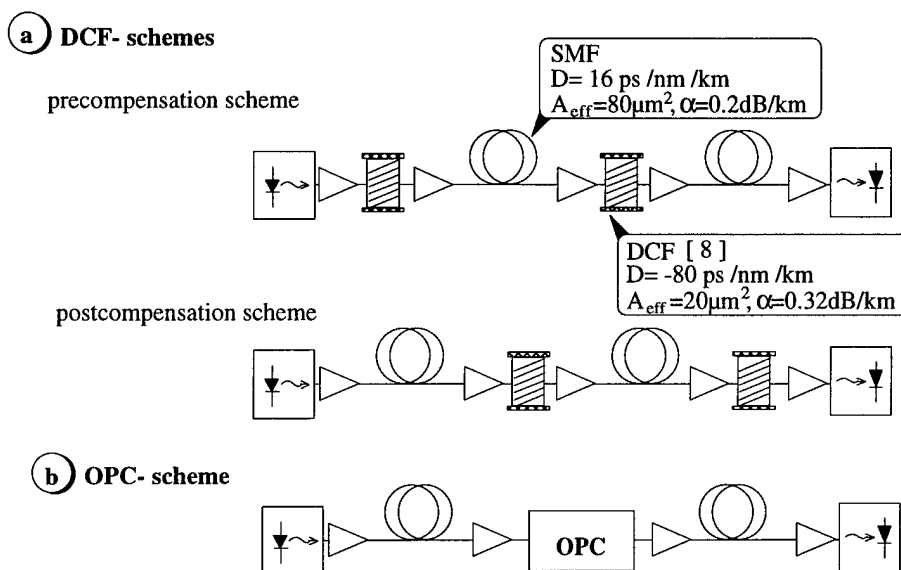 a DCF- schemes
precompensation scheme
SMF
D= 16 ps /nm /km
A_eff=80µm², α=0.2dB/km
DCF [ 8 ]
D= -80 ps /nm /km
A_eff=20µm², α=0.32dB/km
postcompensation scheme
b OPC- scheme
OPC